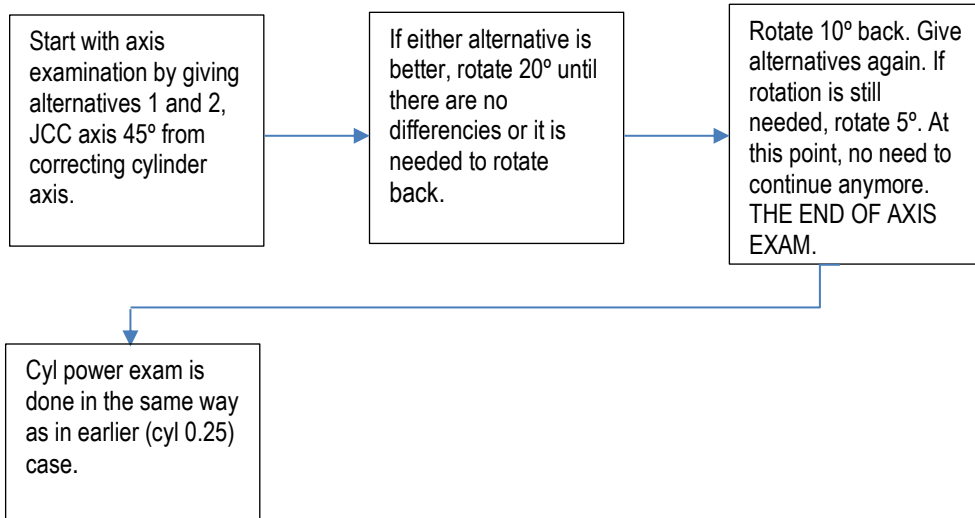 Start with axis
examination by giving
alternatives 1 and 2,
JCC axis 45º from
correcting cylinder
axis.
If either alternative is
better, rotate 20º until
there are no
differencies or it is
needed to rotate
back.
Rotate 10º back. Give
alternatives again. If
rotation is still
needed, rotate 5º. At
this point, no need to
continue anymore.
THE END OF AXIS
EXAM.
Cyl power exam is
done in the same way
as in earlier (cyl 0.25)
case.